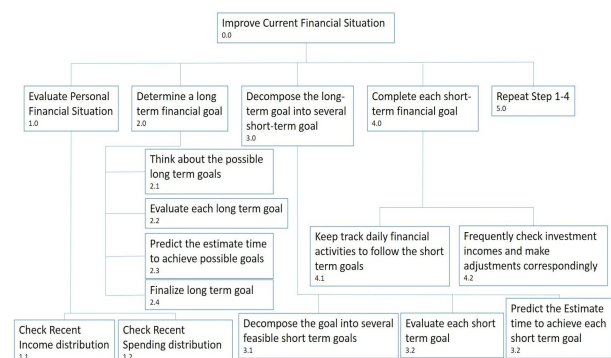 Improve Current Financial Situation
0.0
Evaluate Personal
Financial Situation
1.0
Determine a long
term financial goal
2.0
Decompose the long-
term goal into several
short-term goal
3.0
Complete each short-
term financial goal
4.0
Repeat Step 1-4
5.0
Think about the possible
long term goals
2.1
Evaluate each long term goal
2.2
Predict the estimate time
to achieve possible goals
2.3
Finalize long term goal
2.4
Keep track daily financial
activities to follow the short
term goals
4.1
Frequently check investment
incomes and make
adjustments correspondingly
4.2
Check Recent
Income distribution
1.1
Check Recent
Spending distribution
1.2
Decompose the goal into several
feasible short term goals
3.1
Evaluate each short
term goal
3.2
Predict the Estimate
time to achieve each
short term goal
3.2